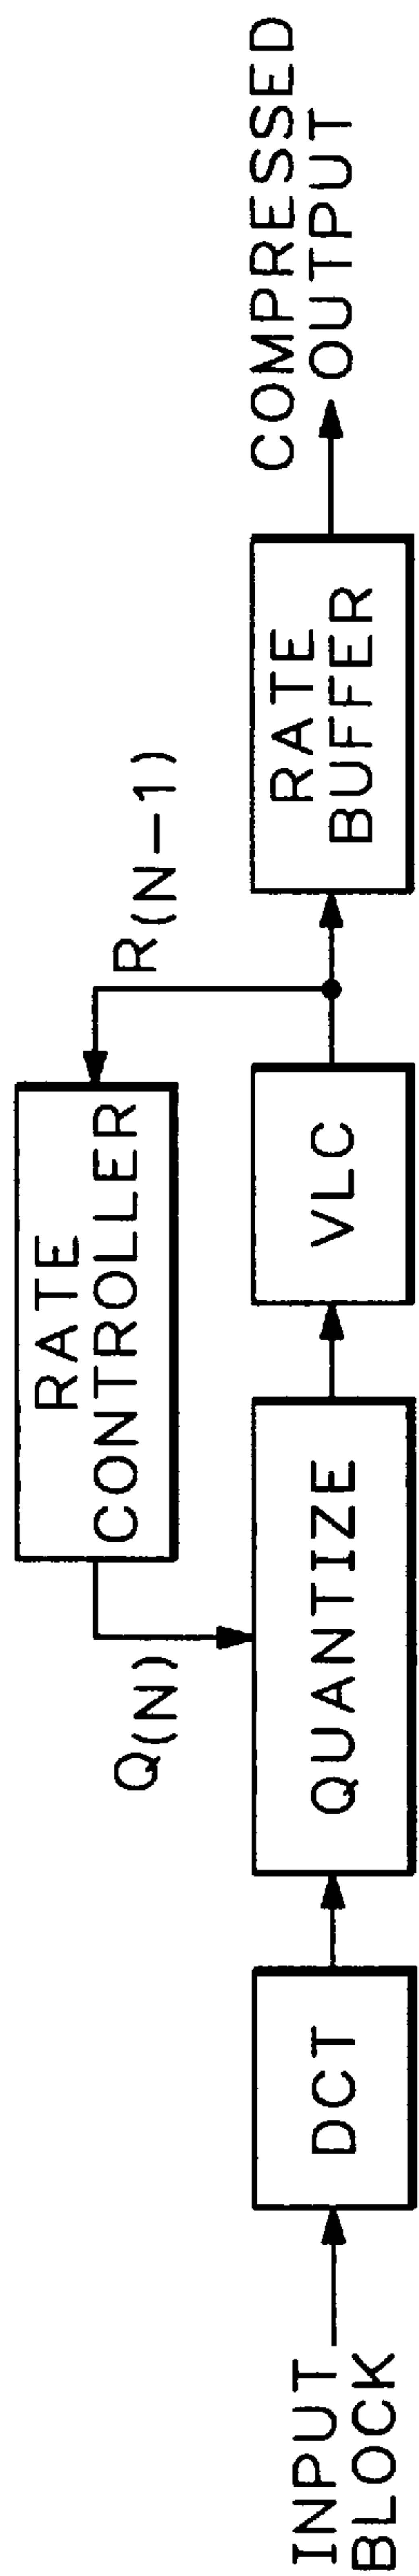 RATE
CONTROLLER
Q(N)
R(N−1)
INPUT
BLOCK
DCT
QUANTIZE
VLC
RATE
BUFFER
COMPRESSED
OUTPUT